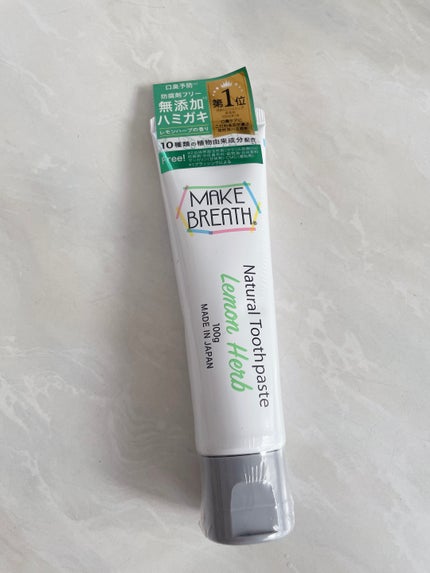 口臭予防
防腐剤フリー
無添加
ハミガキ
レモンハーブの香り
第1位
10種類の植物由来成分配合
Free!
MAKE
BREATH®
Natural Toothpaste
Lemon Herb
100g
MADE IN JAPAN